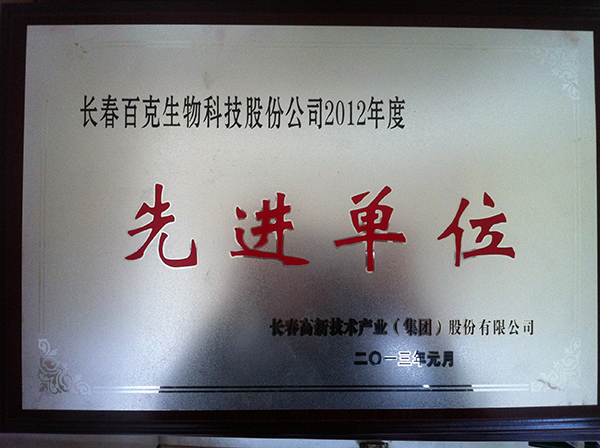 长春百克生物科技股份公司2012年度
先进单位
长春高新技术产业（集团）股份有限公司
二〇一三年元月